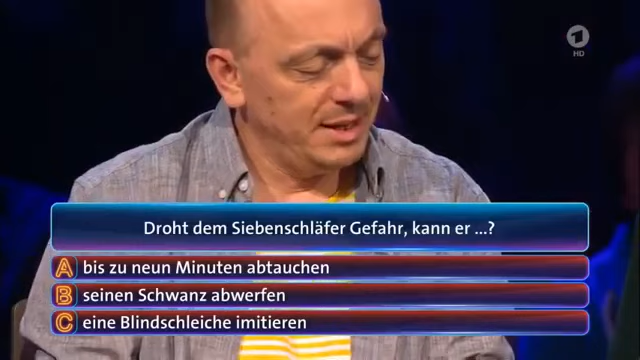 1
HD
Droht dem Siebenschläfer Gefahr, kann er ...?
A bis zu neun Minuten abtauchen
B seinen Schwanz abwerfen
C eine Blindschleiche imitieren